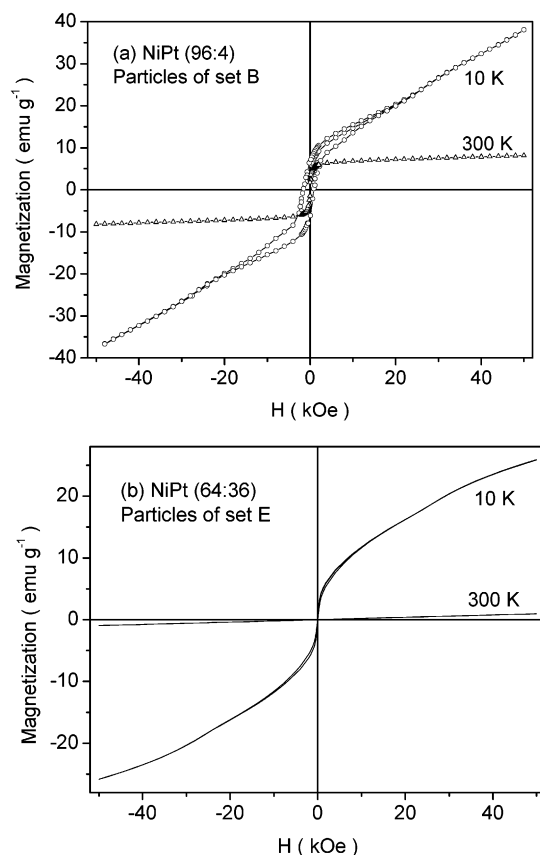 (a) NiPt (96:4)
Particles of set B
10 K
300 K
Magnetization ( emu g⁻¹ )
40
30
20
10
0
-10
-20
-30
-40
-40 -20 0 20 40
H ( kOe )
(b) NiPt (64:36)
Particles of set E
10 K
300 K
Magnetization ( emu g⁻¹ )
20
10
0
-10
-20
-40 -20 0 20 40
H ( kOe )